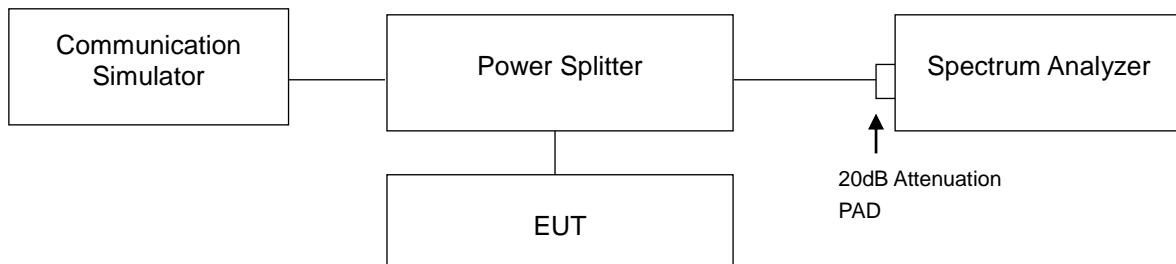 Communication
Simulator
Power Splitter
Spectrum Analyzer
20dB Attenuation
PAD
EUT